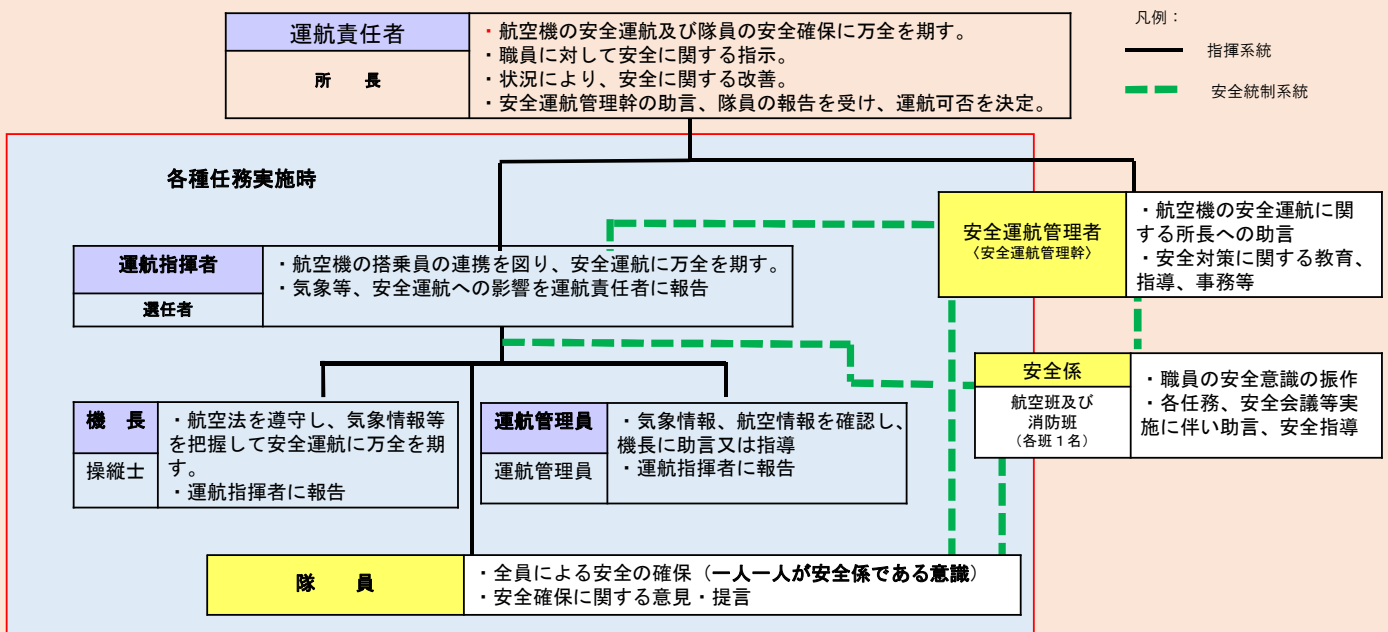 運航責任者
所　長
・航空機の安全運航及び隊員の安全確保に万全を期す。
・職員に対して安全に関する指示。
・状況により、安全に関する改善。
・安全運航管理幹の助言、隊員の報告を受け、運航可否を決定。
凡例：
指揮系統
安全統制系統
各種任務実施時
運航指揮者
選任者
・航空機の搭乗員の連携を図り、安全運航に万全を期す。
・気象等、安全運航への影響を運航責任者に報告
安全運航管理者
〈安全運航管理幹〉
・航空機の安全運航に関
する所長への助言
・安全対策に関する教育、
指導、事務等
機　長
操縦士
・航空法を遵守し、気象情報等
を把握して安全運航に万全を期
す。
・運航指揮者に報告
運航管理員
運航管理員
・気象情報、航空情報を確認し、
機長に助言又は指導
・運航指揮者に報告
安全係
航空班及び
消防班
（各班１名）
・職員の安全意識の振作
・各任務、安全会議等実
施に伴い助言、安全指導
隊　員
・全員による安全の確保（一人一人が安全係である意識）
・安全確保に関する意見・提言